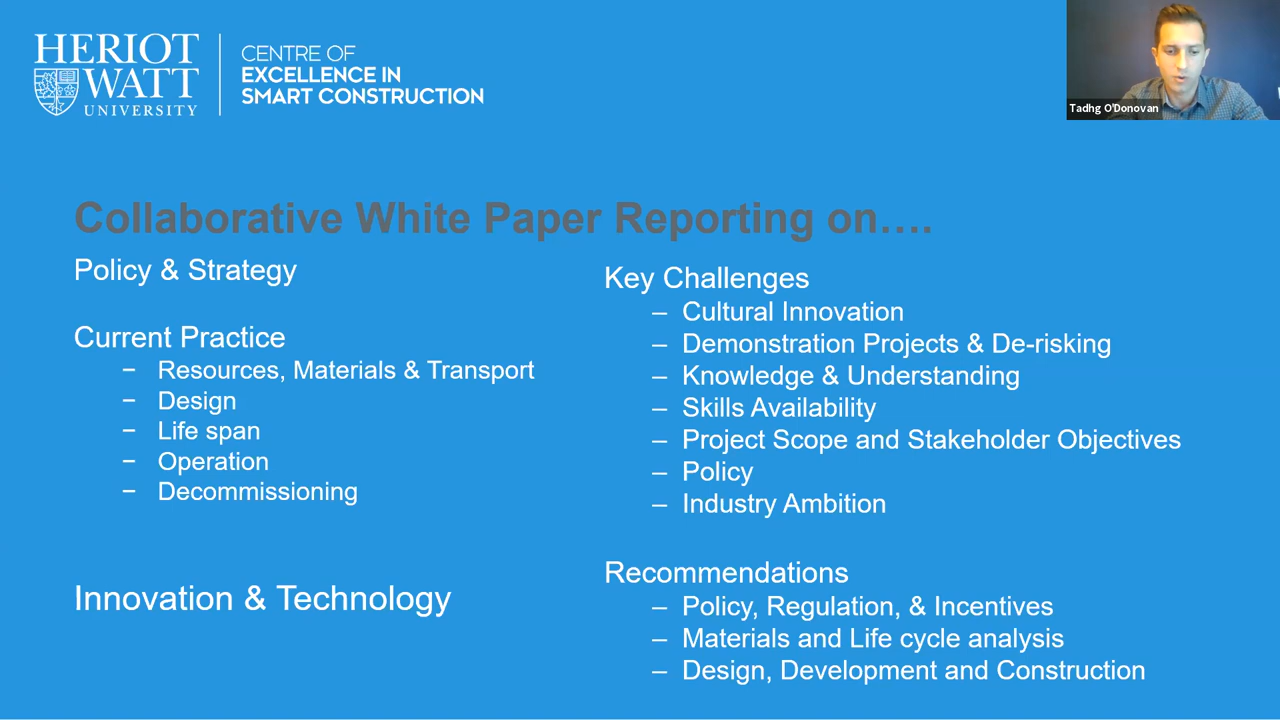 HERIOT
WATT
UNIVERSITY
CENTRE OF
EXCELLENCE IN
SMART CONSTRUCTION
Tadhg O'Donovan
Collaborative White Paper Reporting on….
Policy & Strategy
Current Practice
− Resources, Materials & Transport
− Design
− Life span
− Operation
− Decommissioning
Innovation & Technology
Key Challenges
– Cultural Innovation
– Demonstration Projects & De-risking
– Knowledge & Understanding
– Skills Availability
– Project Scope and Stakeholder Objectives
– Policy
– Industry Ambition
Recommendations
– Policy, Regulation, & Incentives
– Materials and Life cycle analysis
– Design, Development and Construction